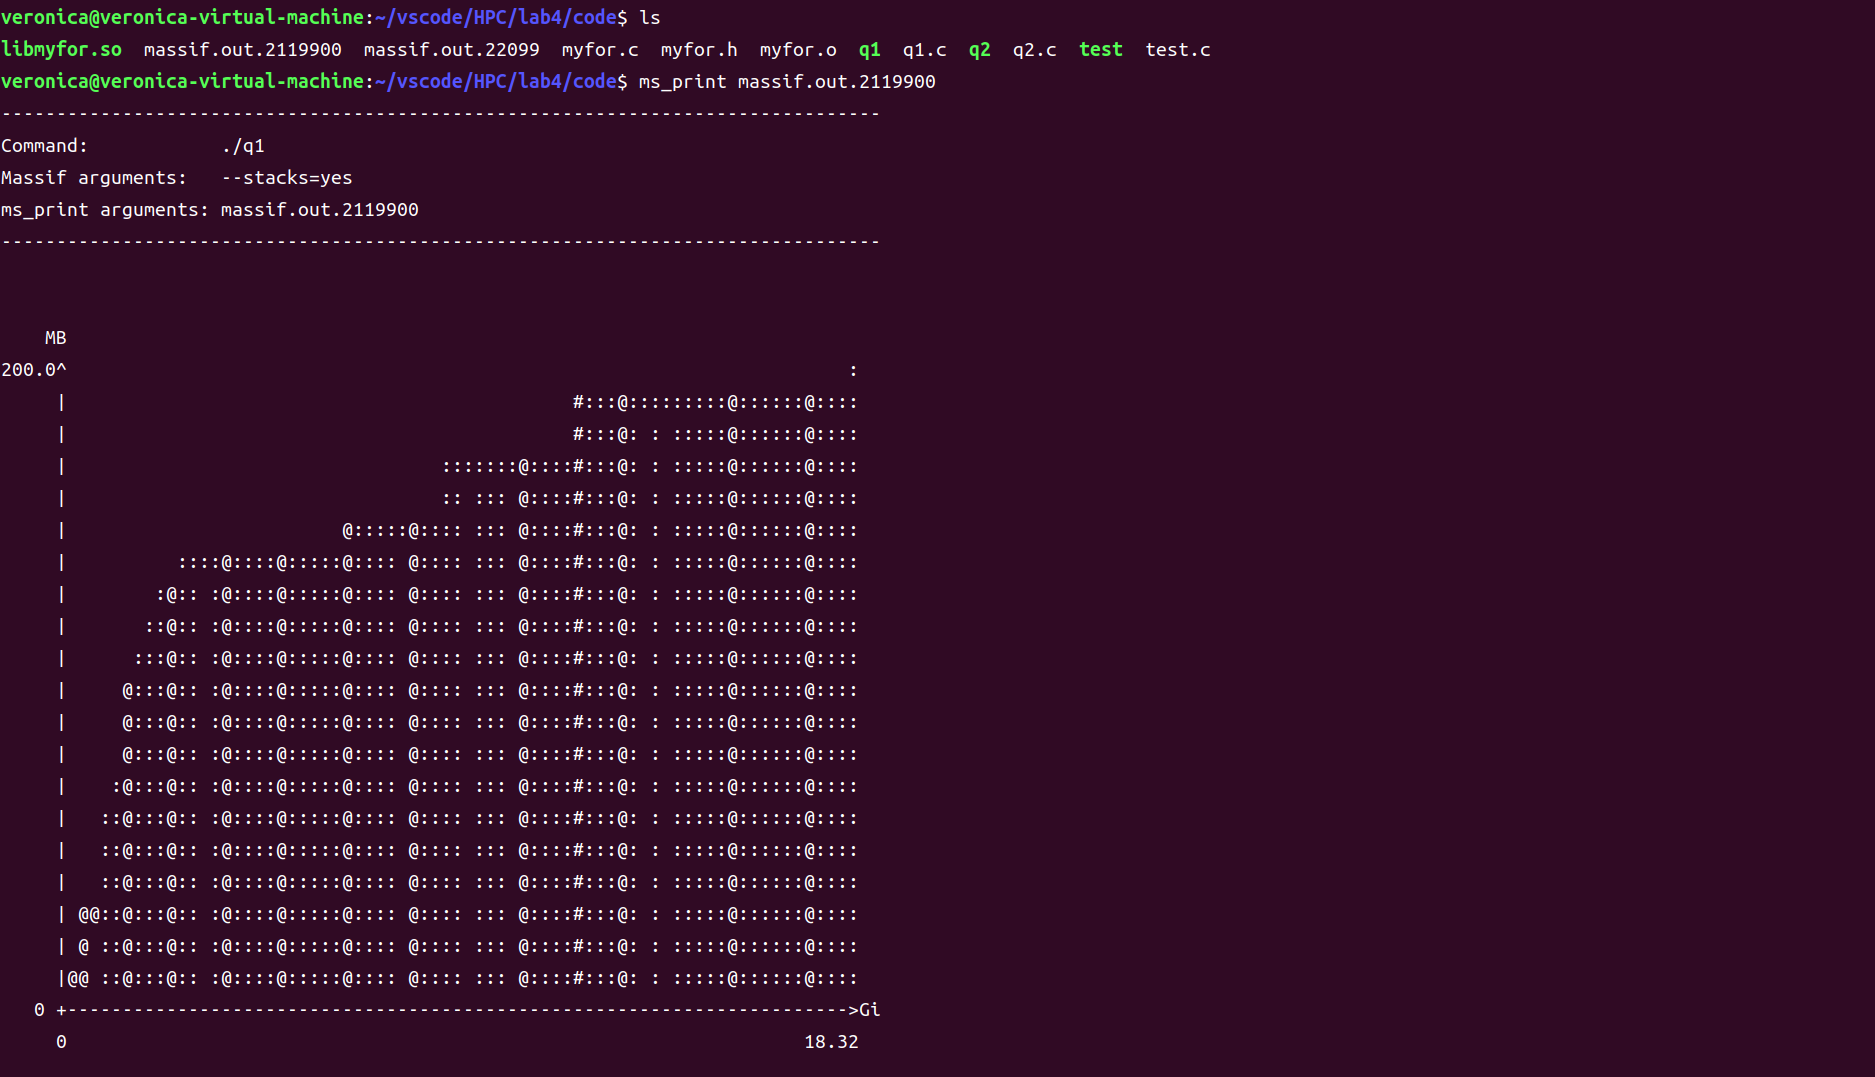 veronica@veronica-virtual-machine:~/vscode/HPC/lab4/code$ ls
libmyfor.so  massif.out.2119900  massif.out.22099  myfor.c  myfor.h  myfor.o  q1  q1.c  q2  q2.c  test  test.c
veronica@veronica-virtual-machine:~/vscode/HPC/lab4/code$ ms_print massif.out.2119900
--------------------------------------------------------------------------------
Command:            ./q1
Massif arguments:   --stacks=yes
ms_print arguments: massif.out.2119900
--------------------------------------------------------------------------------
    MB
200.0^                                                                       :
     |                                              #:::@:::::::::@::::::@::::
     |                                              #:::@: : :::::@::::::@::::
     |                                  :::::::@::::#:::@: : :::::@::::::@::::
     |                                  :: ::: @::::#:::@: : :::::@::::::@::::
     |                         @:::::@:::: ::: @::::#:::@: : :::::@::::::@::::
     |          ::::@::::@:::::@:::: @:::: ::: @::::#:::@: : :::::@::::::@::::
     |        :@:: :@::::@:::::@:::: @:::: ::: @::::#:::@: : :::::@::::::@::::
     |       ::@:: :@::::@:::::@:::: @:::: ::: @::::#:::@: : :::::@::::::@::::
     |      :::@:: :@::::@:::::@:::: @:::: ::: @::::#:::@: : :::::@::::::@::::
     |     @:::@:: :@::::@:::::@:::: @:::: ::: @::::#:::@: : :::::@::::::@::::
     |     @:::@:: :@::::@:::::@:::: @:::: ::: @::::#:::@: : :::::@::::::@::::
     |     @:::@:: :@::::@:::::@:::: @:::: ::: @::::#:::@: : :::::@::::::@::::
     |    :@:::@:: :@::::@:::::@:::: @:::: ::: @::::#:::@: : :::::@::::::@::::
     |   ::@:::@:: :@::::@:::::@:::: @:::: ::: @::::#:::@: : :::::@::::::@::::
     |   ::@:::@:: :@::::@:::::@:::: @:::: ::: @::::#:::@: : :::::@::::::@::::
     |   ::@:::@:: :@::::@:::::@:::: @:::: ::: @::::#:::@: : :::::@::::::@::::
     | @@::@:::@:: :@::::@:::::@:::: @:::: ::: @::::#:::@: : :::::@::::::@::::
     | @ ::@:::@:: :@::::@:::::@:::: @:::: ::: @::::#:::@: : :::::@::::::@::::
     |@@ ::@:::@:: :@::::@:::::@:::: @:::: ::: @::::#:::@: : :::::@::::::@::::
   0 +----------------------------------------------------------------------->Gi
     0                                                                   18.32